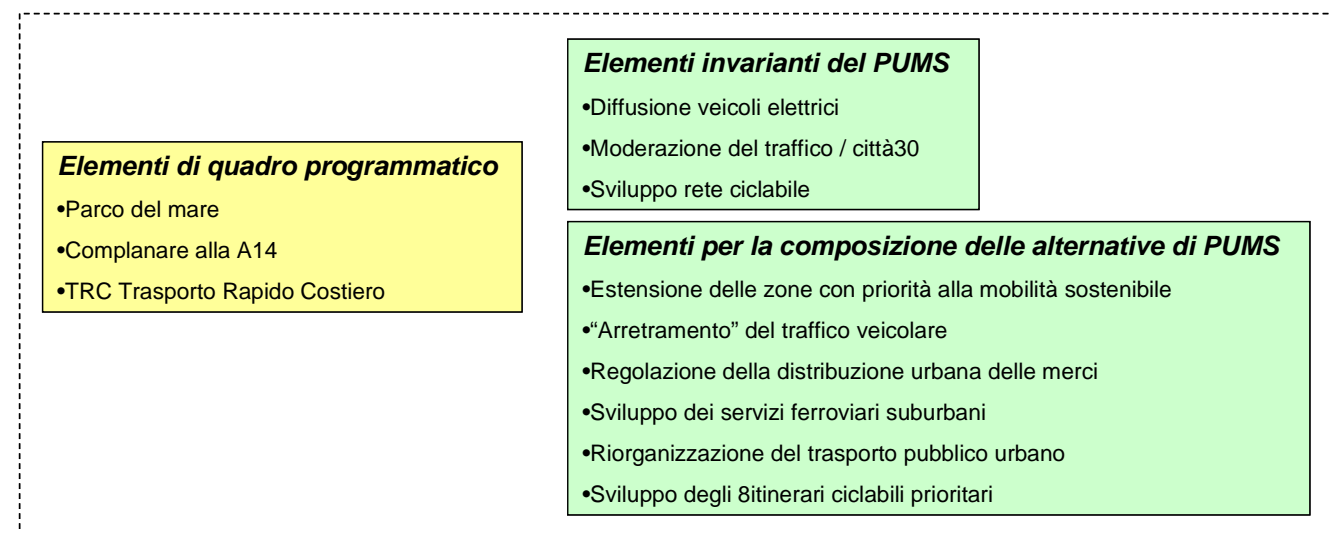 Elementi di quadro programmatico
•Parco del mare
•Complanare alla A14
•TRC Trasporto Rapido Costiero
Elementi invarianti del PUMS
•Diffusione veicoli elettrici
•Moderazione del traffico / città30
•Sviluppo rete ciclabile
Elementi per la composizione delle alternative di PUMS
•Estensione delle zone con priorità alla mobilità sostenibile
•“Arretramento” del traffico veicolare
•Regolazione della distribuzione urbana delle merci
•Sviluppo dei servizi ferroviari suburbani
•Riorganizzazione del trasporto pubblico urbano
•Sviluppo degli 8itinerari ciclabili prioritari